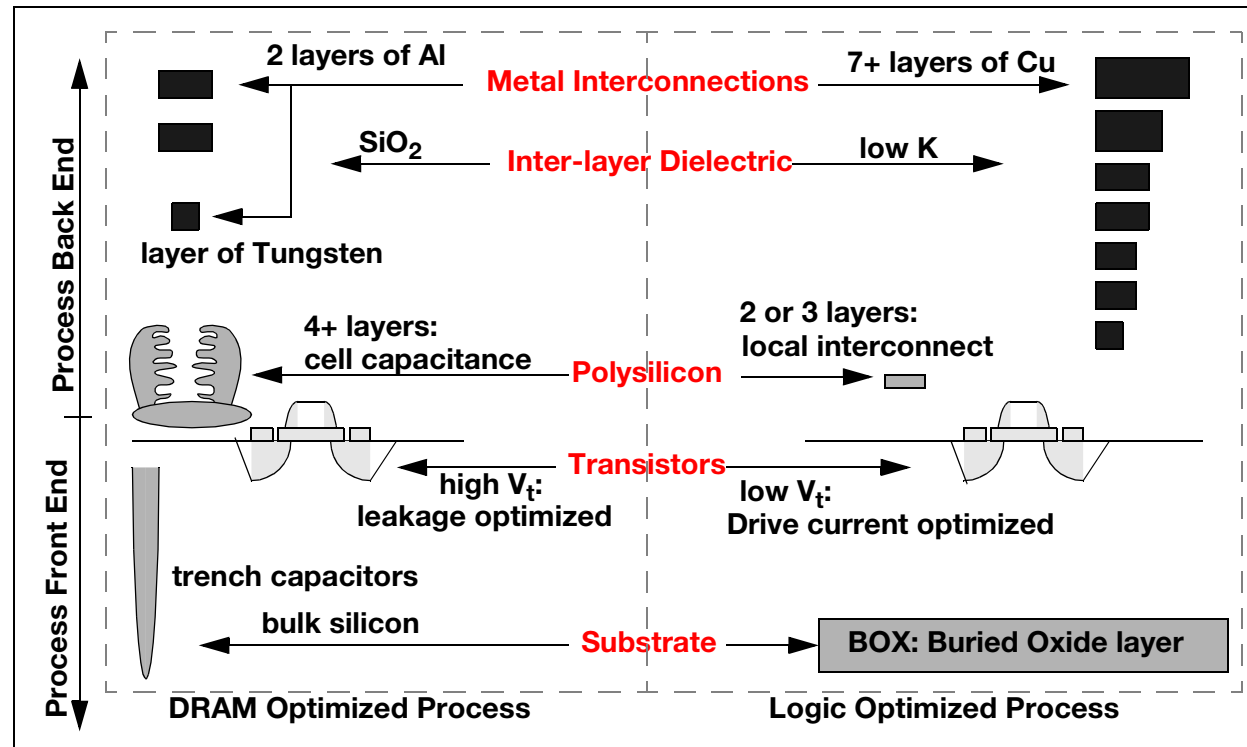 2 layers of Al
Metal Interconnections
7+ layers of Cu
SiO2
Inter-layer Dielectric
low K
layer of Tungsten
Process Back End
4+ layers:
cell capacitance
Polysilicon
2 or 3 layers:
local interconnect
Transistors
high Vt:
leakage optimized
low Vt:
Drive current optimized
Process Front End
trench capacitors
bulk silicon
Substrate
BOX: Buried Oxide layer
DRAM Optimized Process
Logic Optimized Process